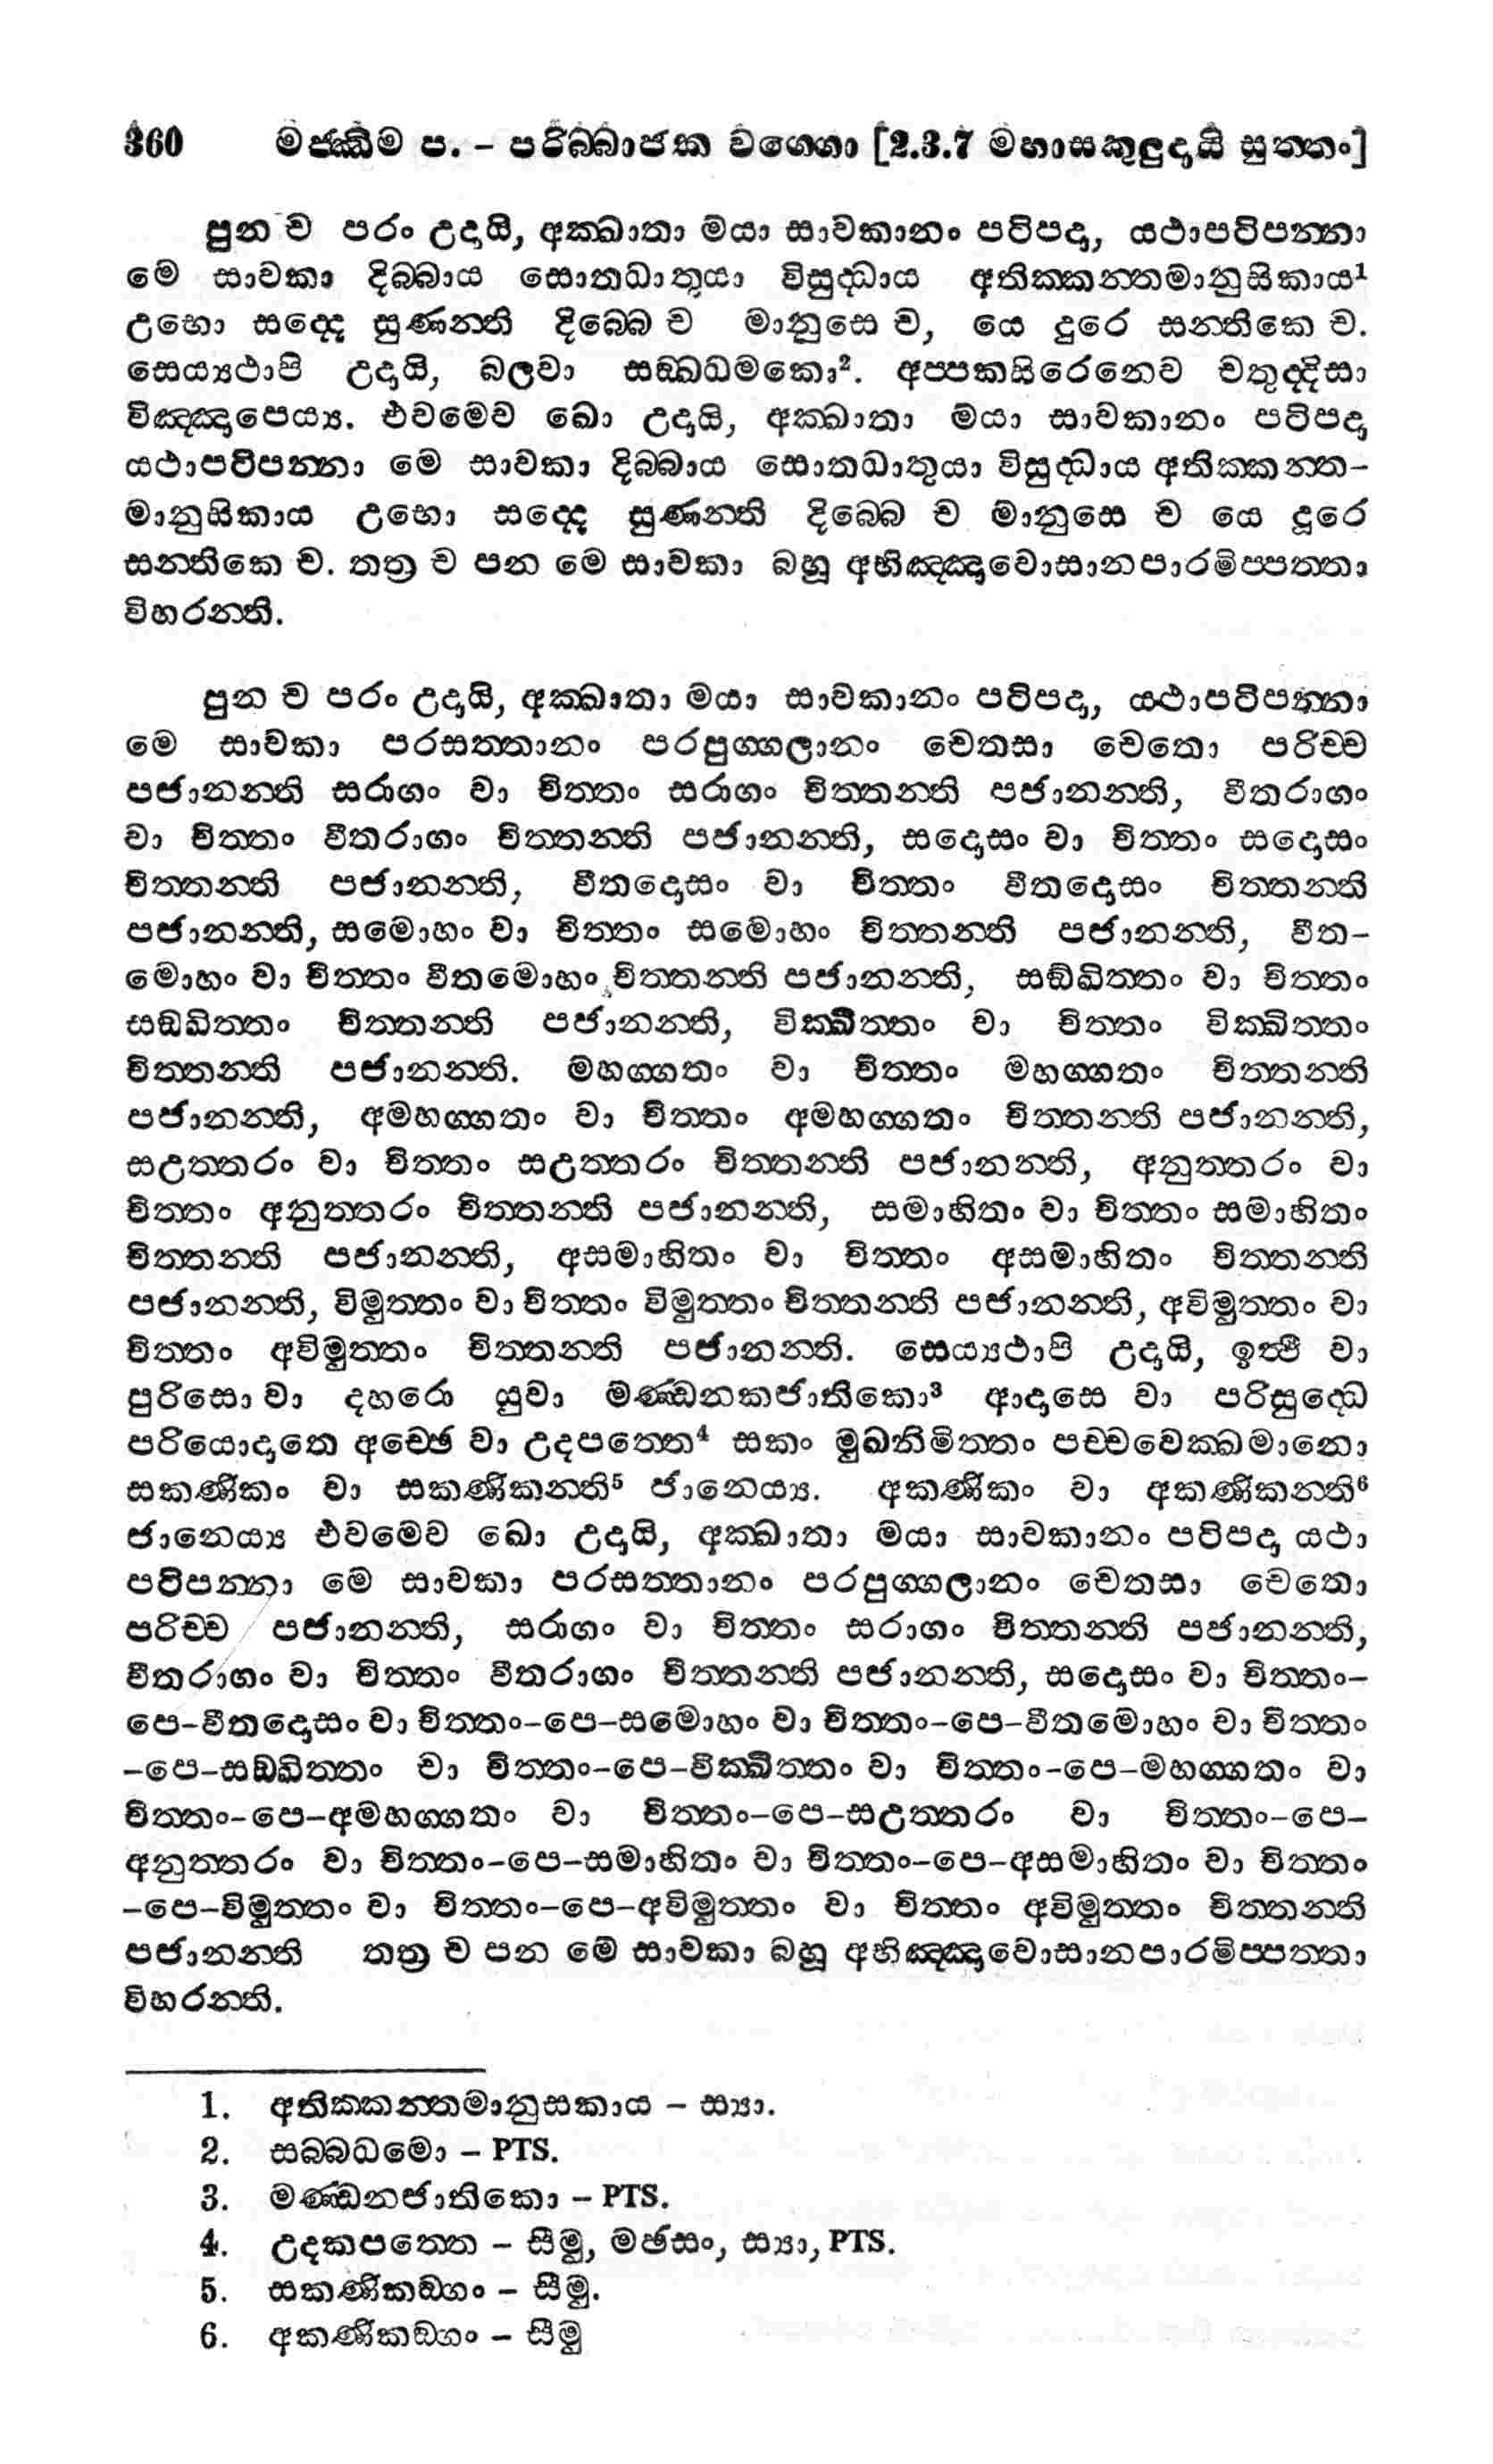 360 මජ්ඣිම ප. – පරිබ්බාජක වග්ගො [2.3.7 මහාසකුලුදායි සුත්තං]
පුන ච පරං උදායි, අක්ඛාතා මයා සාවකානං පටිපදා, යථාපටිපන්නා
මෙ සාවකා දිබ්බාය සොතධාතුයා විසුද්ධාය අතික්කන්තමානුසිකාය¹
උභො සද්දෙ සුණන්ති දිබ්බෙ ච මානුසෙ ච, යෙ දූරෙ සන්තිකෙ ච.
සෙය්‍යථාපි උදායි, බලවා සඞ්ඛධමකො². අප්පකසිරෙනෙව චතුද්දිසා
විඤ්ඤාපෙය්‍ය. එවමෙව ඛො උදායි, අක්ඛාතා මයා සාවකානං පටිපදා
යථාපටිපන්නා මෙ සාවකා දිබ්බාය සොතධාතුයා විසුද්ධාය අතික්කන්ත-
මානුසිකාය උභො සද්දෙ සුණන්ති දිබ්බෙ ච මානුසෙ ච යෙ දූරෙ
සන්තිකෙ ච. තත්‍ර ච පන මෙ සාවකා බහූ අභිඤ්ඤාවොසානපාරමිප්පත්තා
විහරන්ති.
පුන ච පරං උදායි, අක්ඛාතා මයා සාවකානං පටිපදා, යථාපටිපන්නා
මෙ සාවකා පරසත්තානං පරපුග්ගලානං චෙතසා චෙතො පරිච්ච
පජානන්ති සරාගං වා චිත්තං සරාගං චිත්තන්ති පජානන්ති, වීතරාගං
වා චිත්තං වීතරාගං චිත්තන්ති පජානන්ති, සදොසං වා චිත්තං සදොසං
චිත්තන්ති පජානන්ති, වීතදොසං වා චිත්තං වීතදොසං චිත්තන්ති
පජානන්ති, සමොහං වා චිත්තං සමොහං චිත්තන්ති පජානන්ති, වීත-
මොහං වා චිත්තං වීතමොහං චිත්තන්ති පජානන්ති, සඞ්ඛිත්තං වා චිත්තං
සඞ්ඛිත්තං චිත්තන්ති පජානන්ති, වික්ඛිත්තං වා චිත්තං වික්ඛිත්තං
චිත්තන්ති පජානන්ති. මහග්ගතං වා චිත්තං මහග්ගතං චිත්තන්ති
පජානන්ති, අමහග්ගතං වා චිත්තං අමහග්ගතං චිත්තන්ති පජානන්ති,
සඋත්තරං වා චිත්තං සඋත්තරං චිත්තන්ති පජානන්ති, අනුත්තරං වා
චිත්තං අනුත්තරං චිත්තන්ති පජානන්ති, සමාහිතං වා චිත්තං සමාහිතං
චිත්තන්ති පජානන්ති, අසමාහිතං වා චිත්තං අසමාහිතං චිත්තන්ති
පජානන්ති, විමුත්තං වා චිත්තං විමුත්තං චිත්තන්ති පජානන්ති, අවිමුත්තං වා
චිත්තං අවිමුත්තං චිත්තන්ති පජානන්ති. සෙය්‍යථාපි උදායි, ඉත්ථි වා
පුරිසො වා දහරො යුවා මණ්ඩනකජාතිකො³ ආදාසෙ වා පරිසුද්ධෙ
පරියොදාතෙ අච්ඡෙ වා උදපත්තෙ⁴ සකං මුඛනිමිත්තං පච්චවෙක්ඛමානො
සකණිකං වා සකණිකන්ති⁵ ජානෙය්‍ය. අකණිකං වා අකණිකන්ති⁶
ජානෙය්‍ය එවමෙව ඛො උදායි, අක්ඛාතා මයා සාවකානං පටිපදා යථා
පටිපන්නා මෙ සාවකා පරසත්තානං පරපුග්ගලානං චෙතසා චෙතො
පරිච්ච පජානන්ති, සරාගං වා චිත්තං සරාගං චිත්තන්ති පජානන්ති,
වීතරාගං වා චිත්තං වීතරාගං චිත්තන්ති පජානන්ති, සදොසං වා චිත්තං-
පෙ-වීතදොසං වා චිත්තං-පෙ-සමොහං වා චිත්තං-පෙ-වීතමොහං වා චිත්තං
-පෙ-සඞ්ඛිත්තං වා චිත්තං-පෙ-වික්ඛිත්තං වා චිත්තං-පෙ-මහග්ගතං වා
චිත්තං-පෙ-අමහග්ගතං වා චිත්තං-පෙ-සඋත්තරං වා චිත්තං-පෙ-
අනුත්තරං වා චිත්තං-පෙ-සමාහිතං වා චිත්තං-පෙ-අසමාහිතං වා චිත්තං
-පෙ-විමුත්තං වා චිත්තං-පෙ-අවිමුත්තං වා චිත්තං අවිමුත්තං චිත්තන්ති
පජානන්ති තත්‍ර ච පන මෙ සාවකා බහූ අභිඤ්ඤාවොසානපාරමිප්පත්තා
විහරන්ති.
1. අතික්කන්තමානුසකාය – ස්‍යා.
2. සබ්බධමො – PTS.
3. මණ්ඩනජාතිකො – PTS.
4. උදකපත්තෙ – සීමු, මඡසං, ස්‍යා, PTS.
5. සකණිකඞ්ගං – සීමු.
6. අකණිකඞ්ගං – සීමු